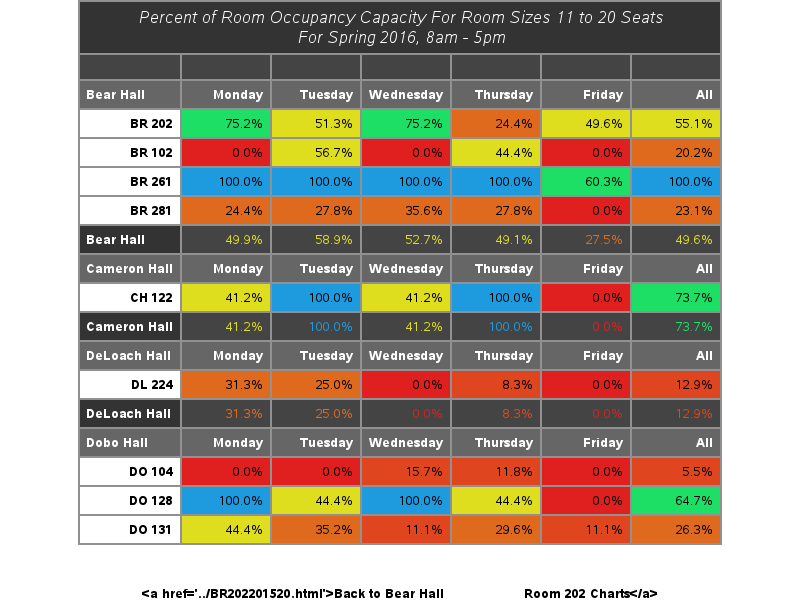 Percent of Room Occupancy Capacity For Room Sizes 11 to 20 Seats
For Spring 2016, 8am - 5pm
Bear Hall Monday Tuesday Wednesday Thursday Friday All
BR 202 75.2% 51.3% 75.2% 24.4% 49.6% 55.1%
BR 102 0.0% 56.7% 0.0% 44.4% 0.0% 20.2%
BR 261 100.0% 100.0% 100.0% 100.0% 60.3% 100.0%
BR 281 24.4% 27.8% 35.6% 27.8% 0.0% 23.1%
Bear Hall 49.9% 58.9% 52.7% 49.1% 27.5% 49.6%
Cameron Hall Monday Tuesday Wednesday Thursday Friday All
CH 122 41.2% 100.0% 41.2% 100.0% 0.0% 73.7%
Cameron Hall 41.2% 100.0% 41.2% 100.0% 0.0% 73.7%
DeLoach Hall Monday Tuesday Wednesday Thursday Friday All
DL 224 31.3% 25.0% 0.0% 8.3% 0.0% 12.9%
DeLoach Hall 31.3% 25.0% 0.0% 8.3% 0.0% 12.9%
Dobo Hall Monday Tuesday Wednesday Thursday Friday All
DO 104 0.0% 0.0% 15.7% 11.8% 0.0% 5.5%
DO 128 100.0% 44.4% 100.0% 44.4% 0.0% 64.7%
DO 131 44.4% 35.2% 11.1% 29.6% 11.1% 26.3%
<a href='../BR202201520.html'>Back to Bear Hall Room 202 Charts</a>